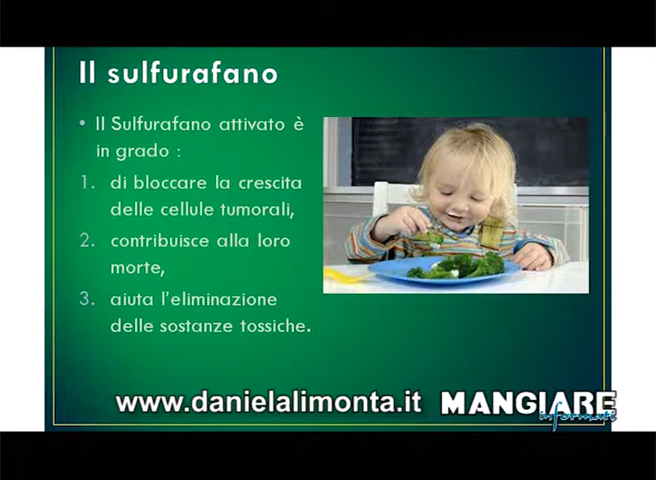 Il sulfurafano
• Il Sulfurafano attivato è
in grado :
1. di bloccare la crescita
delle cellule tumorali,
2. contribuisce alla loro
morte,
3. aiuta l'eliminazione
delle sostanze tossiche.
www.danielalimonta.it MANGIARE
informati